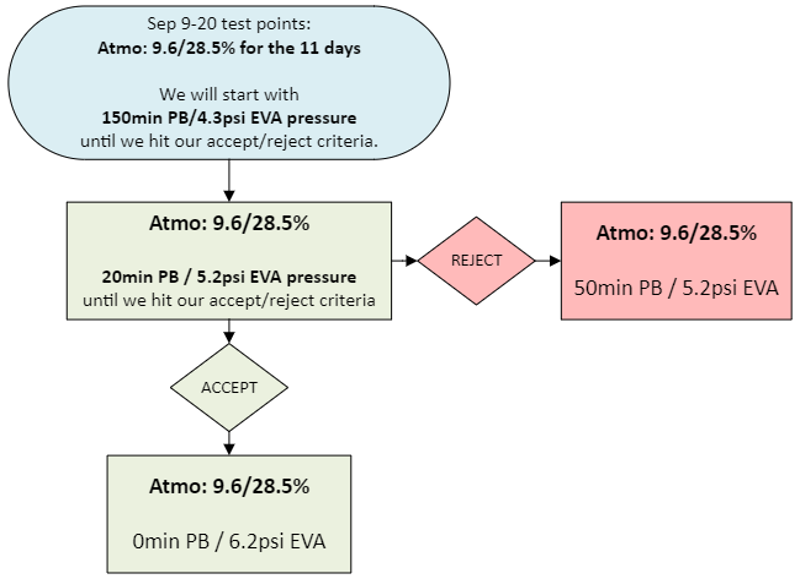 Sep 9-20 test points:
Atmo: 9.6/28.5% for the 11 days
We will start with
150min PB/4.3psi EVA pressure
until we hit our accept/reject criteria.
Atmo: 9.6/28.5%
20min PB / 5.2psi EVA pressure
until we hit our accept/reject criteria
REJECT
Atmo: 9.6/28.5%
50min PB / 5.2psi EVA
ACCEPT
Atmo: 9.6/28.5%
0min PB / 6.2psi EVA